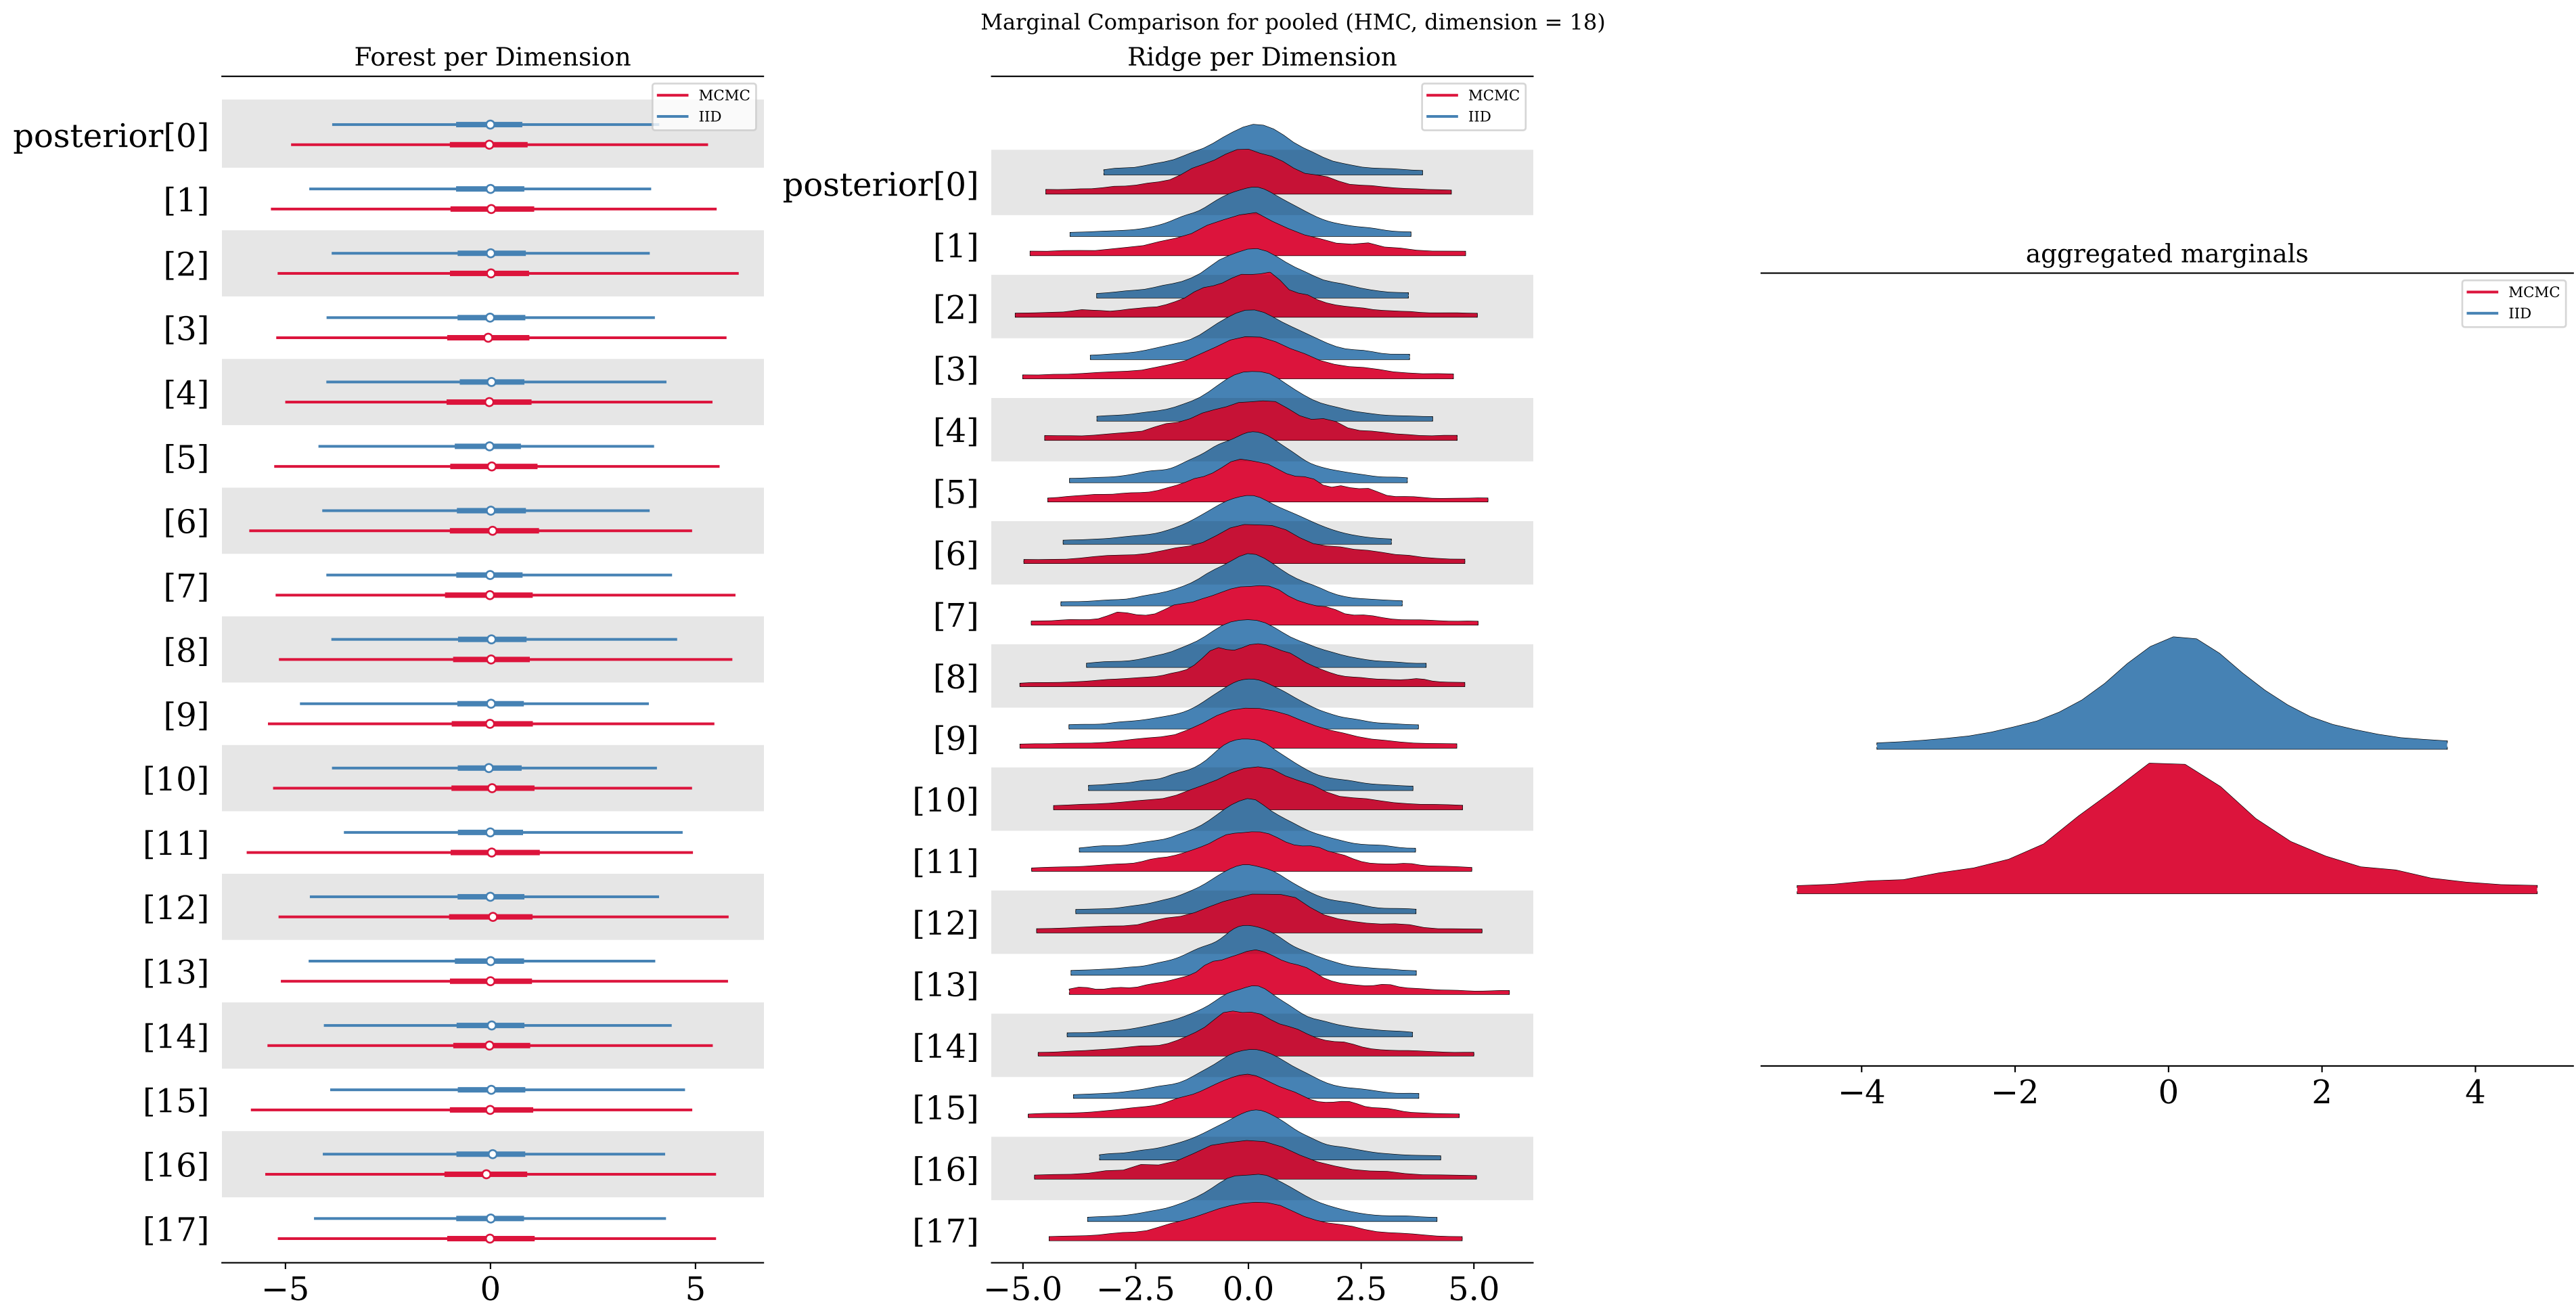 Marginal Comparison for pooled (HMC, dimension = 18)
Forest per Dimension
MCMC
IID
posterior[0]
[1]
[2]
[3]
[4]
[5]
[6]
[7]
[8]
[9]
[10]
[11]
[12]
[13]
[14]
[15]
[16]
[17]
−5 0 5
Ridge per Dimension
MCMC
IID
posterior[0]
[1]
[2]
[3]
[4]
[5]
[6]
[7]
[8]
[9]
[10]
[11]
[12]
[13]
[14]
[15]
[16]
[17]
−5.0 −2.5 0.0 2.5 5.0
aggregated marginals
MCMC
IID
−4 −2 0 2 4